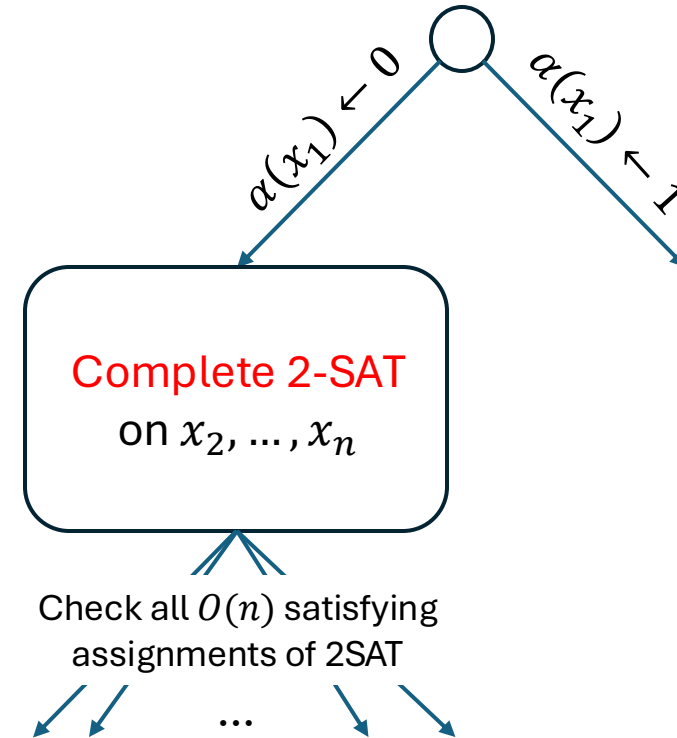 α(x₁) ← 0
α(x₁) ← 1
Complete 2-SAT
on x₂, … , xₙ
Check all O(n) satisfying
assignments of 2SAT
...